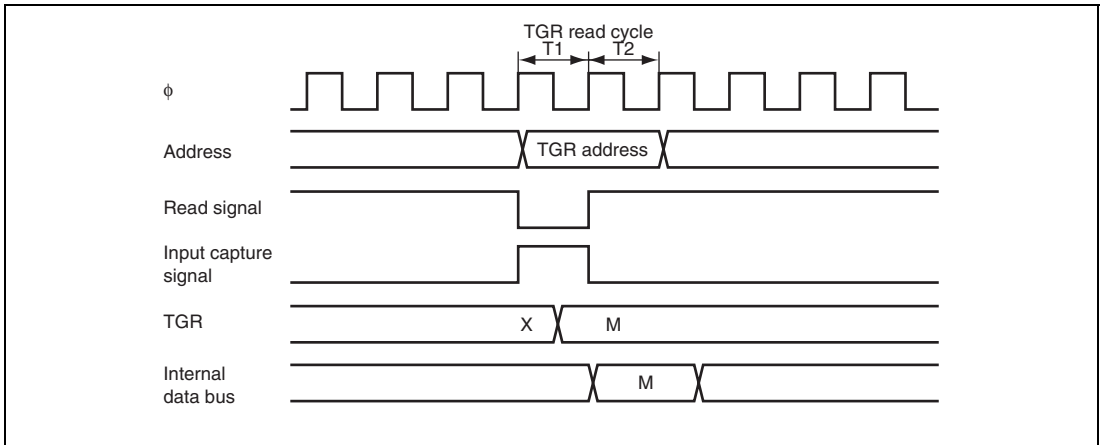 TGR read cycle
T1 T2
ϕ
Address
TGR address
Read signal
Input capture
signal
TGR
X M
Internal
data bus
M